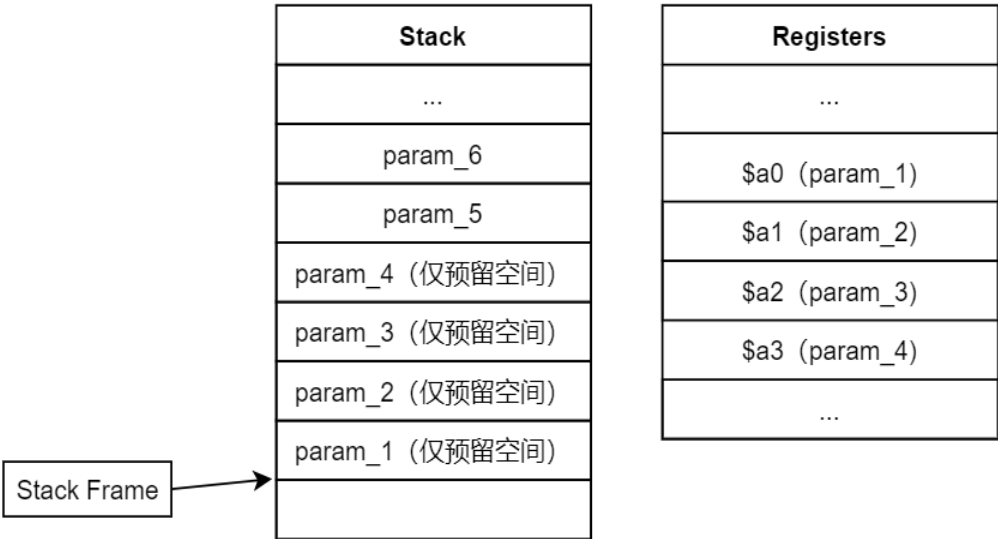 Stack
...
param_6
param_5
param_4（仅预留空间）
param_3（仅预留空间）
param_2（仅预留空间）
param_1（仅预留空间）
Stack Frame
Registers
...
$a0（param_1）
$a1（param_2）
$a2（param_3）
$a3（param_4）
...